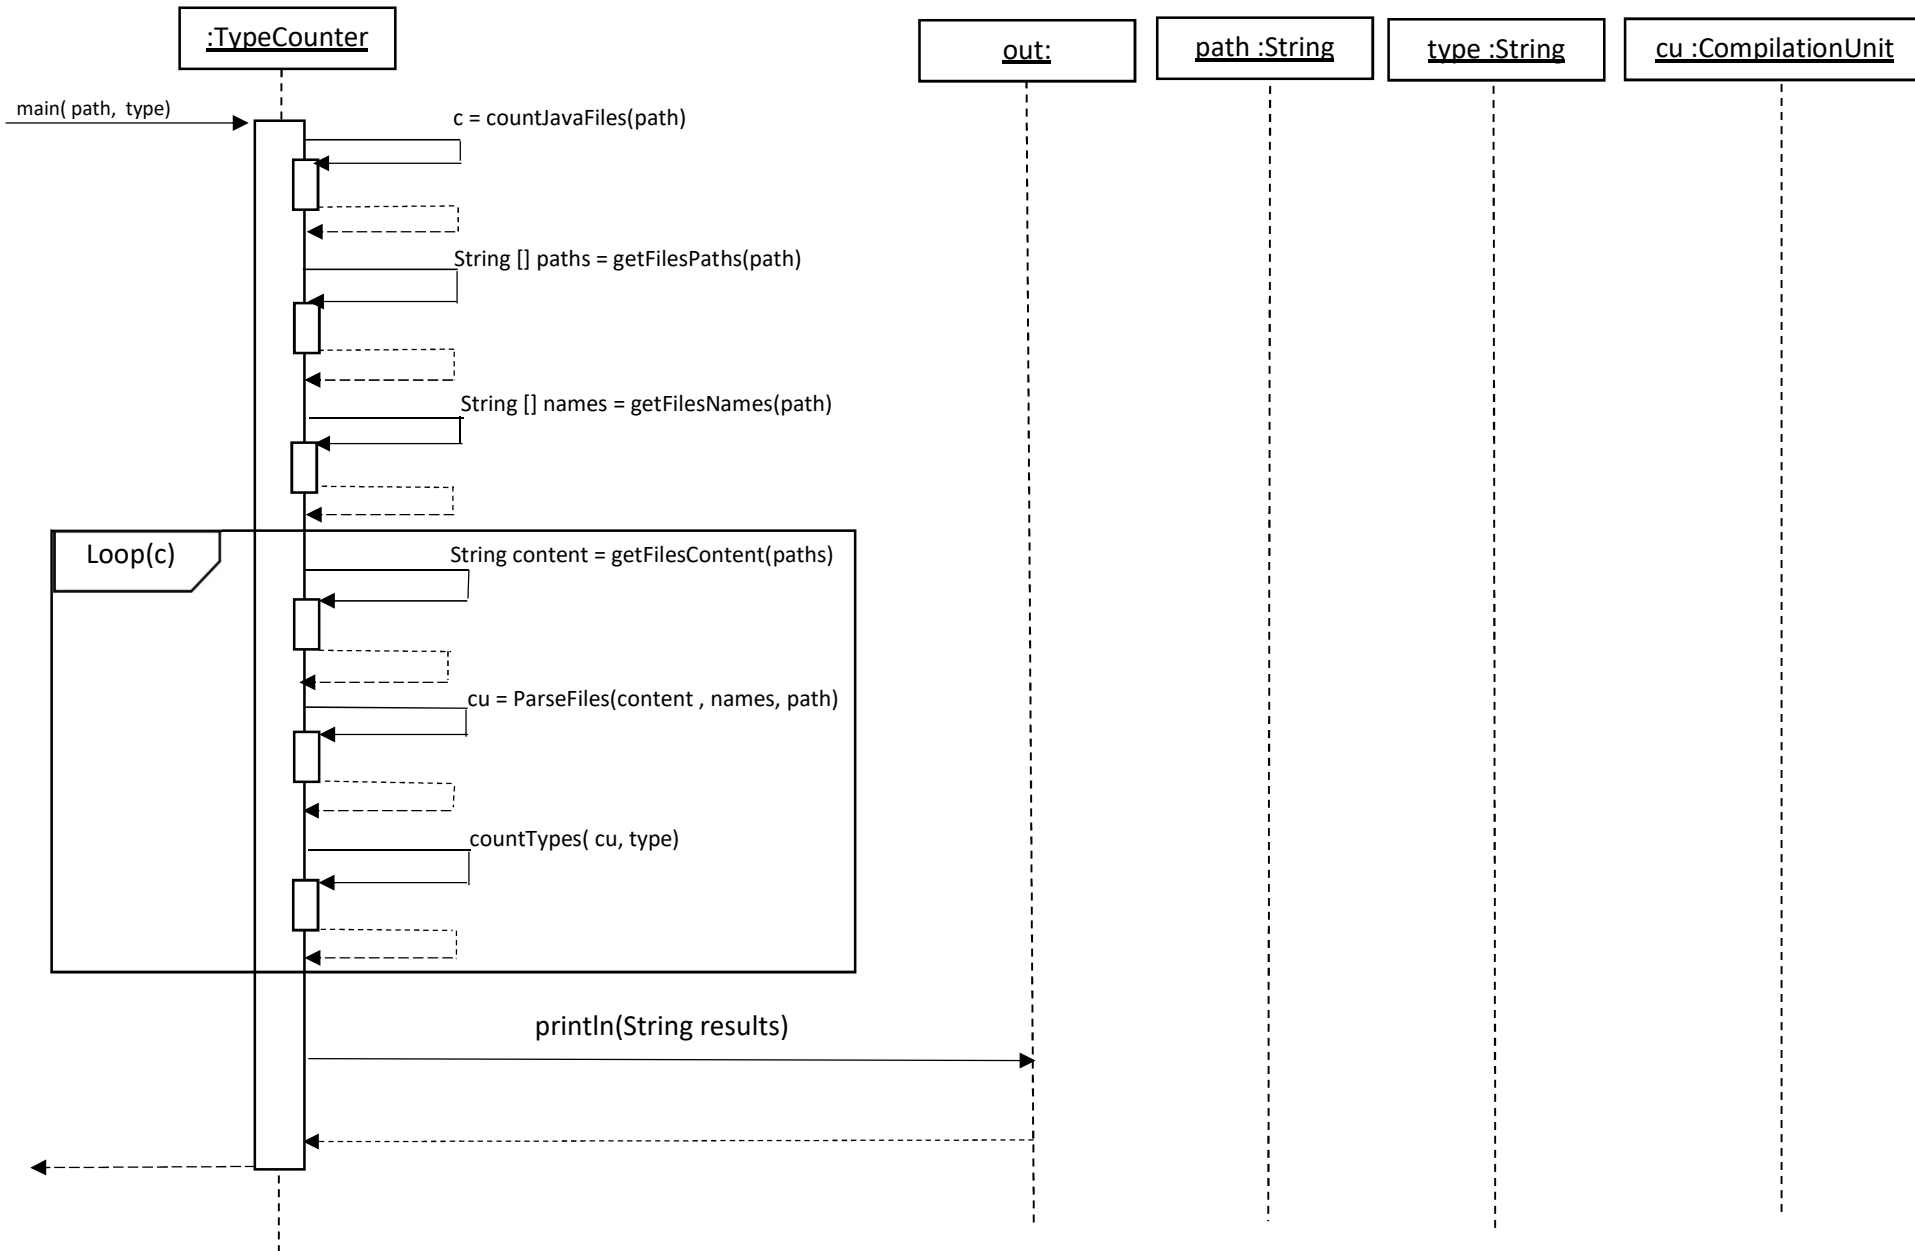 :TypeCounter
out:
path :String
type :String
cu :CompilationUnit
main( path,  type)
c = countJavaFiles(path)
String [] paths = getFilesPaths(path)
String [] names = getFilesNames(path)
Loop(c)
String content = getFilesContent(paths)
cu = ParseFiles(content , names, path)
countTypes( cu, type)
println(String results)